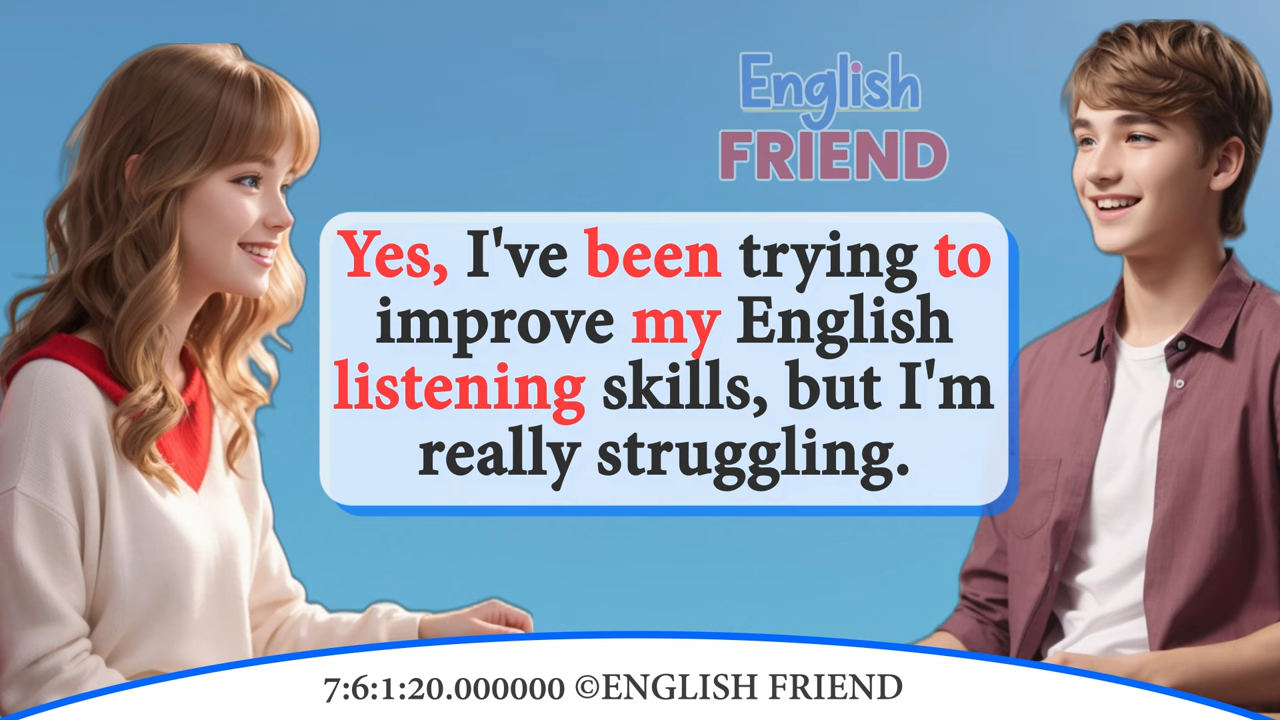 English
FRIEND
Yes, I've been trying to
improve my English
listening skills, but I'm
really struggling.
7:6:1:20.000000 ©ENGLISH FRIEND